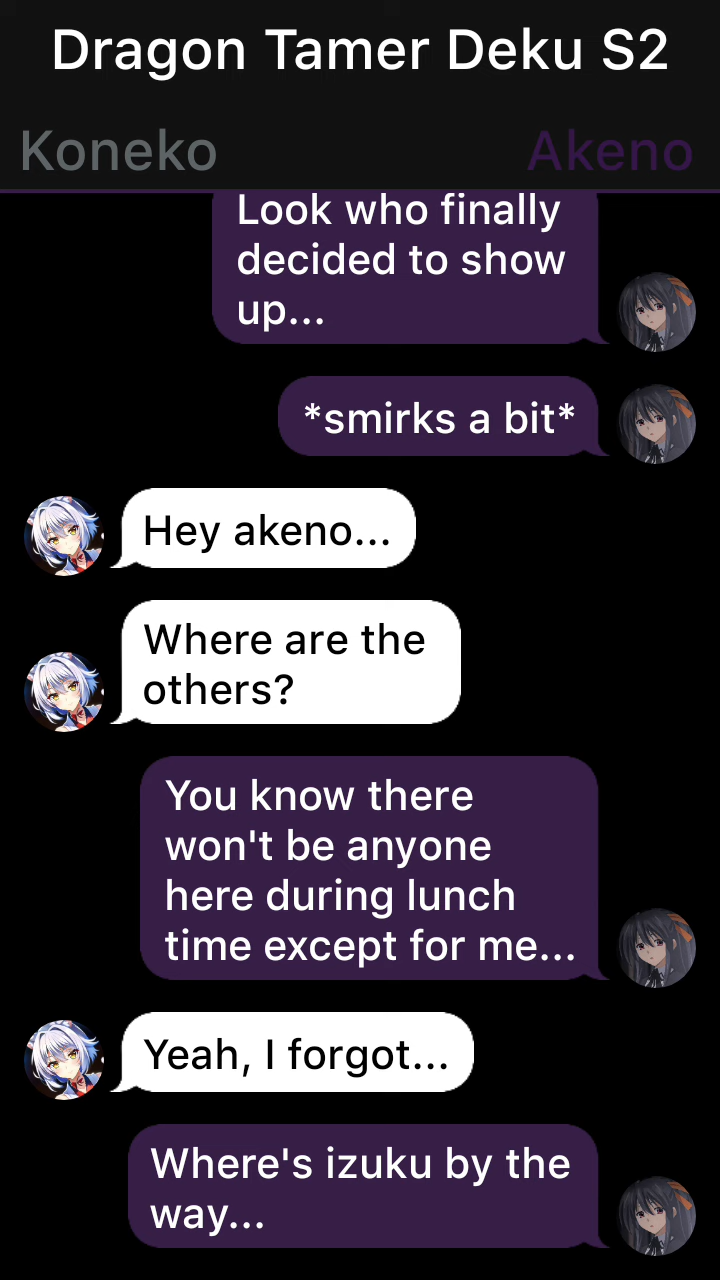 Dragon Tamer Deku S2
Koneko
Akeno
Look who finally
decided to show
up...
*smirks a bit*
Hey akeno...
Where are the
others?
You know there
won't be anyone
here during lunch
time except for me...
Yeah, I forgot...
Where's izuku by the
way...